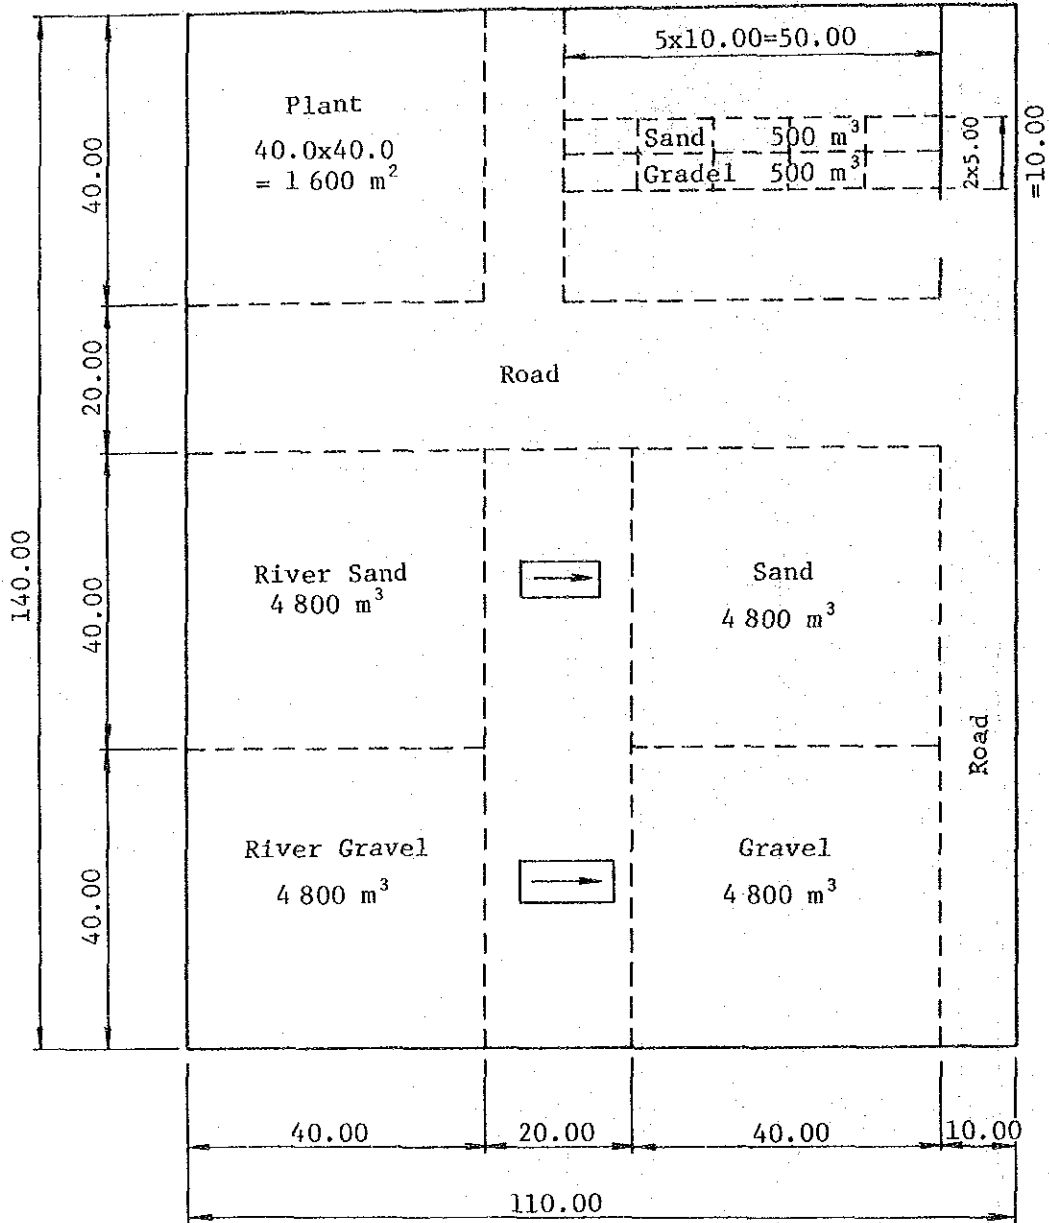 5x10.00=50.00
Plant
40.0x40.0
= 1 600 m²
Sand 500 m³
Gradel 500 m³
2x5.00
=10.00
40.00
20.00
Road
140.00
40.00
River Sand
4 800 m³
Sand
4 800 m³
Road
40.00
River Gravel
4 800 m³
Gravel
4 800 m³
40.00
20.00
40.00
10.00
110.00